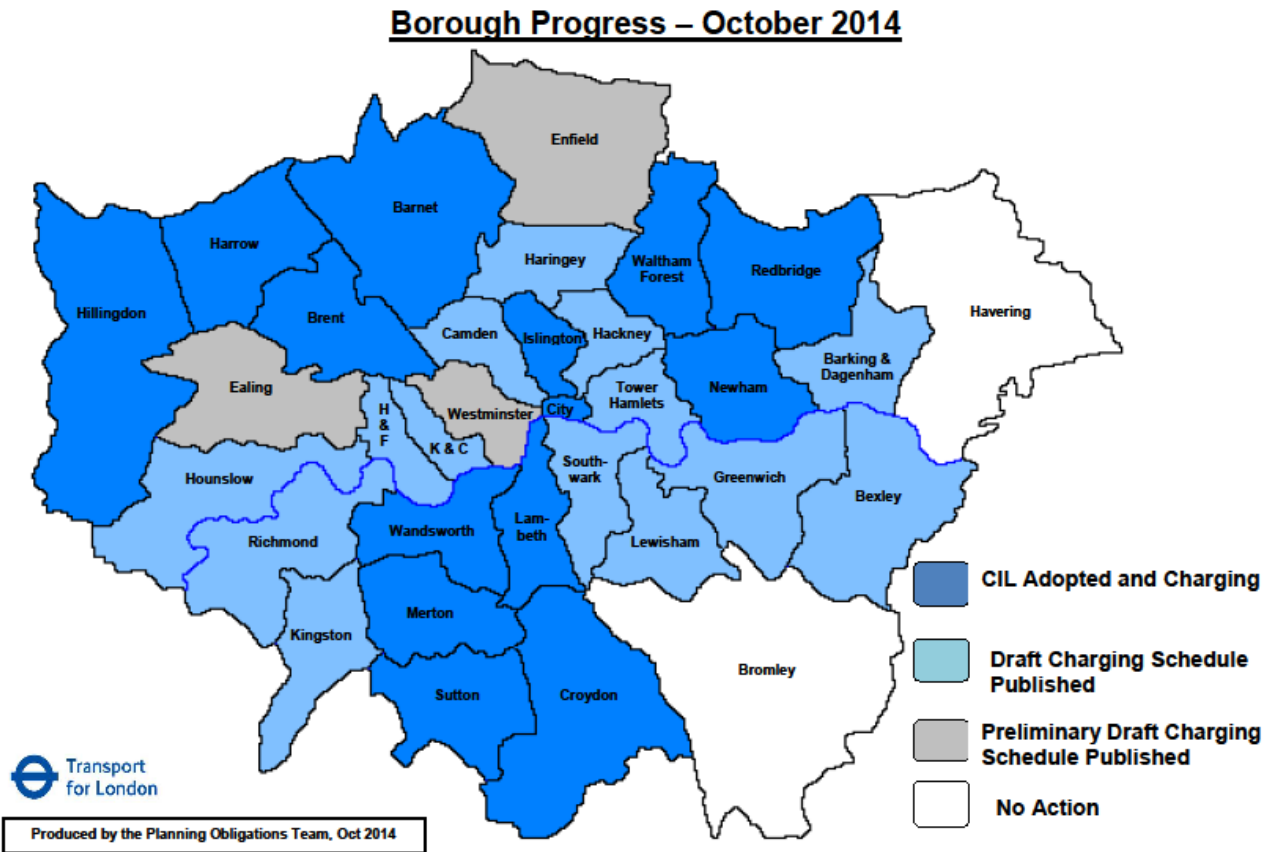 Borough Progress – October 2014
Enfield
Barnet
Harrow
Haringey
Waltham
Forest
Redbridge
Hillingdon
Brent
Camden
Islington
Hackney
Havering
Ealing
Barking &
Dagenham
Tower
Hamlets
Newham
H
&
F
Westminster
City
K & C
Hounslow
South-
wark
Greenwich
Bexley
Richmond
Wandsworth
Lam-
beth
Lewisham
Kingston
Merton
Bromley
Sutton
Croydon
CIL Adopted and Charging
Draft Charging Schedule
Published
Preliminary Draft Charging
Schedule Published
No Action
Transport
for London
Produced by the Planning Obligations Team, Oct 2014